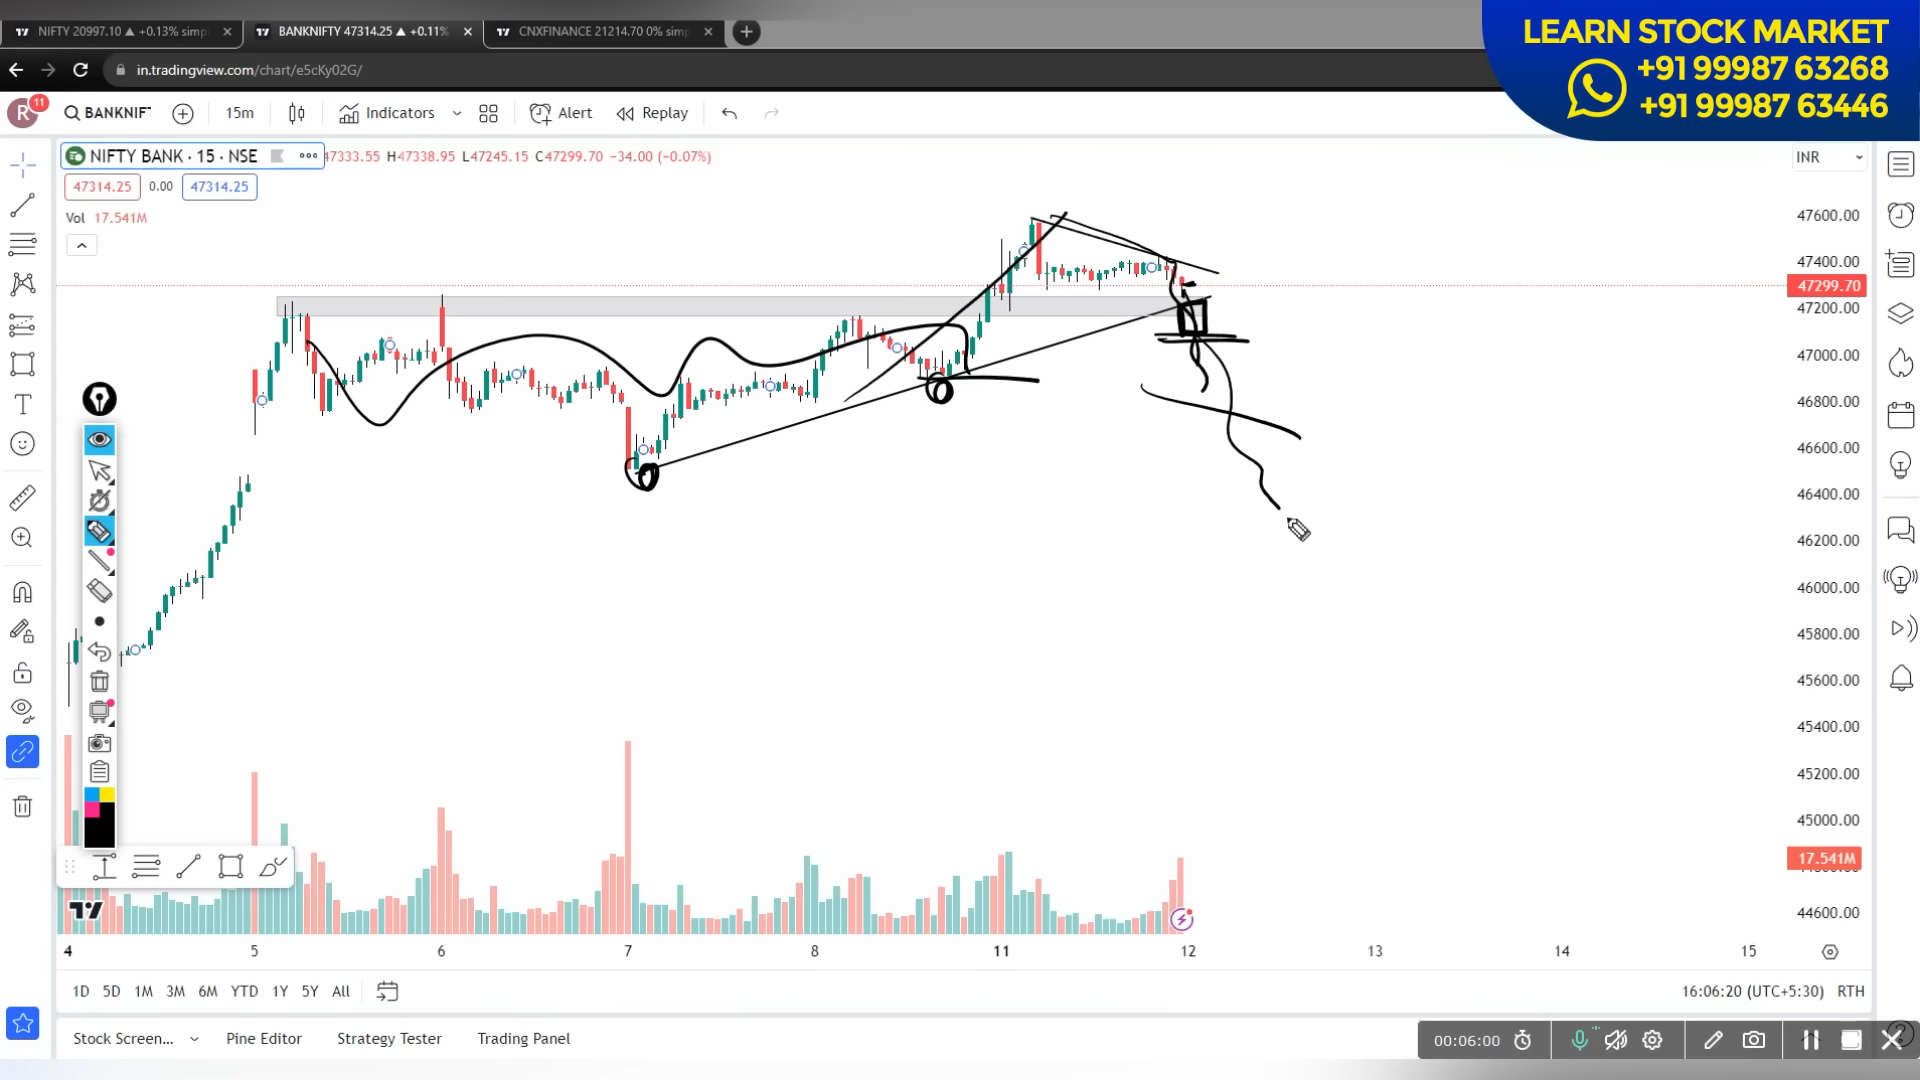 NIFTY 20997.10 ▲ +0.13% simp
BANKNIFTY 47314.25 ▲ +0.11%
CNXFINANCE 21214.70 0% simp
LEARN STOCK MARKET
+91 99987 63268
+91 99987 63446
in.tradingview.com/chart/e5cKy02G/
R
11
BANKNIF
15m
Indicators
Alert
Replay
NIFTY BANK · 15 · NSE
47333.55 H47338.95 L47245.15 C47299.70 −34.00 (−0.07%)
INR
47314.25
0.00
47314.25
Vol 17.541M
47600.00
47400.00
47299.70
47200.00
47000.00
46800.00
46600.00
46400.00
46200.00
46000.00
45800.00
45600.00
45400.00
45200.00
45000.00
17.541M
44600.00
4 5 6 7 8 11 12 13 14 15
1D 5D 1M 3M 6M YTD 1Y 5Y All
16:06:20 (UTC+5:30) RTH
Stock Screen...
Pine Editor
Strategy Tester
Trading Panel
00:06:00